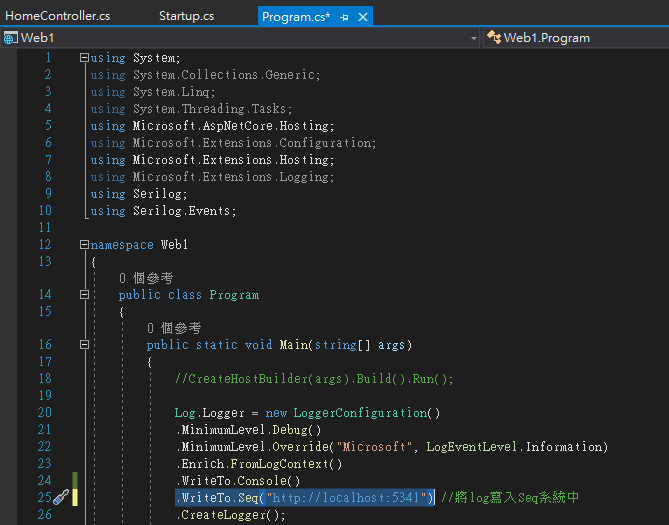 HomeController.cs Startup.cs Program.cs*
Web1 Web1.Program
1 using System;
2 using System.Collections.Generic;
3 using System.Linq;
4 using System.Threading.Tasks;
5 using Microsoft.AspNetCore.Hosting;
6 using Microsoft.Extensions.Configuration;
7 using Microsoft.Extensions.Hosting;
8 using Microsoft.Extensions.Logging;
9 using Serilog;
10 using Serilog.Events;
11
12 namespace Web1
13 {
0 個參考
14 public class Program
15 {
0 個參考
16 public static void Main(string[] args)
17 {
18 //CreateHostBuilder(args).Build().Run();
19
20 Log.Logger = new LoggerConfiguration()
21 .MinimumLevel.Debug()
22 .MinimumLevel.Override("Microsoft", LogEventLevel.Information)
23 .Enrich.FromLogContext()
24 .WriteTo.Console()
25 .WriteTo.Seq("http://localhost:5341") //將log寫入Seq系統中
26 .CreateLogger();